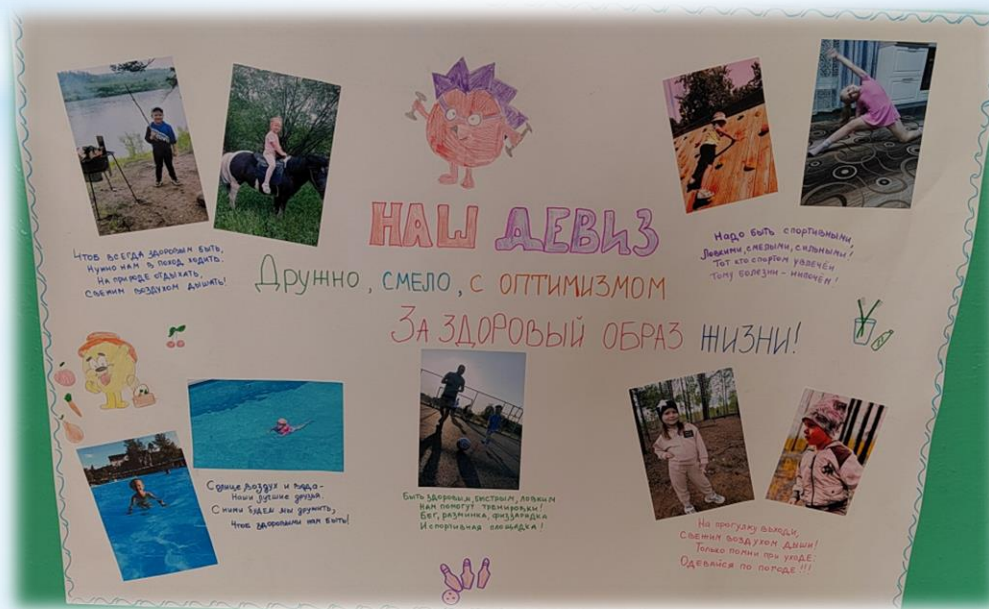 НАШ ДЕВИЗ
Дружно, смело, с оптимизмом
За здоровый образ жизни!
Чтоб всегда здоровым быть,
Нужно нам в поход ходить.
На природе отдыхать,
Свежим воздухом дышать!
Надо быть спортивными,
Ловкими, смелыми, сильными!
Тот кто спортом увлечён
Тому болезни - нипочём!
Солнце воздух и вода-
Наши лучшие друзья.
С ними будем мы дружить,
Чтоб здоровыми нам быть!
Быть здоровым, быстрым, ловким
Нам помогут тренировки!
Бег, разминка, физзарядка
И спортивная площадка!
На прогулку выходи,
Свежим воздухом дыши!
Только помни при уходе:
Одевайся по погоде!!!